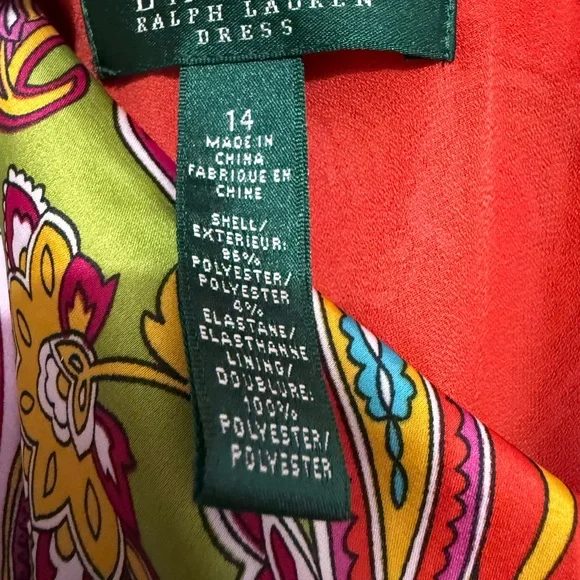 RALPH LAUREN
DRESS
14
MADE IN
CHINA
FABRIQUE EN
CHINE
SHELL/
EXTERIEUR:
96%
POLYESTER/
POLYESTER
4%
ELASTANE/
ELASTHANNE
LINING/
DOUBLURE:
100%
POLYESTER/
POLYESTER